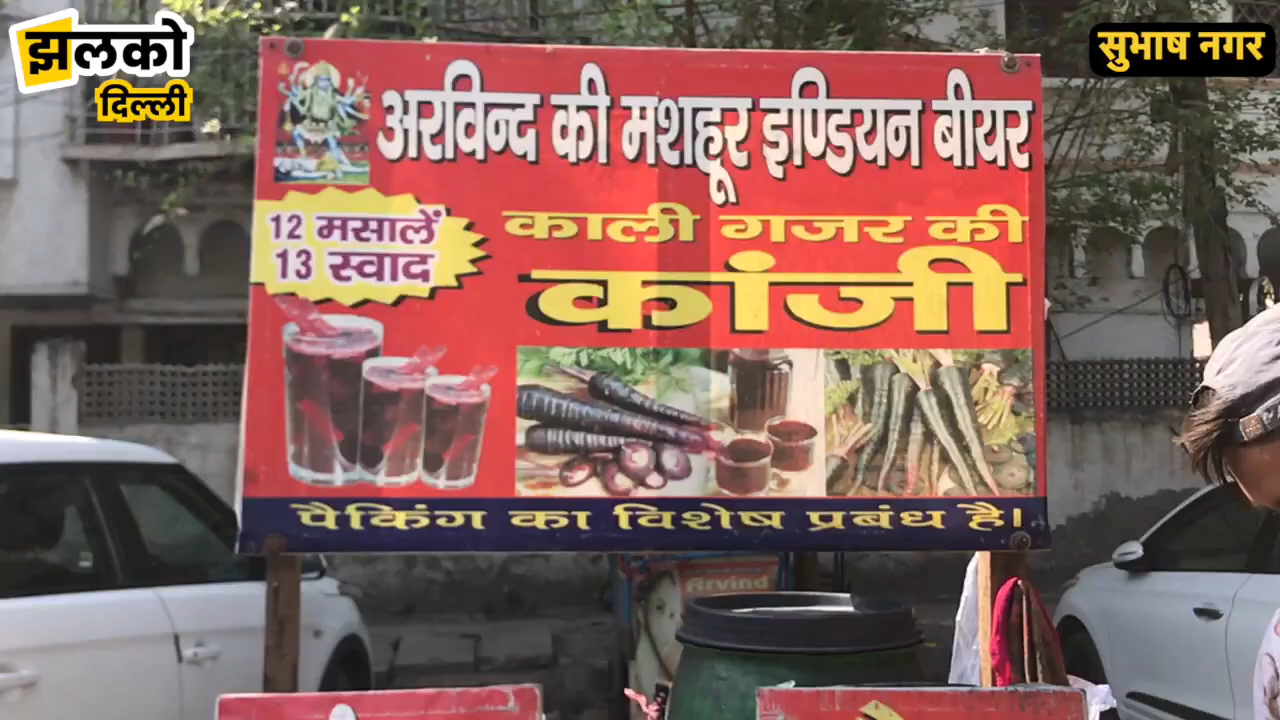 झलको
दिल्ली
सुभाष नगर
अरविन्द की मशहूर इण्डियन बीयर
12 मसालें
13 स्वाद
काली गजर की
कांजी
पैकिंग का विशेष प्रबंध है।
Arvind